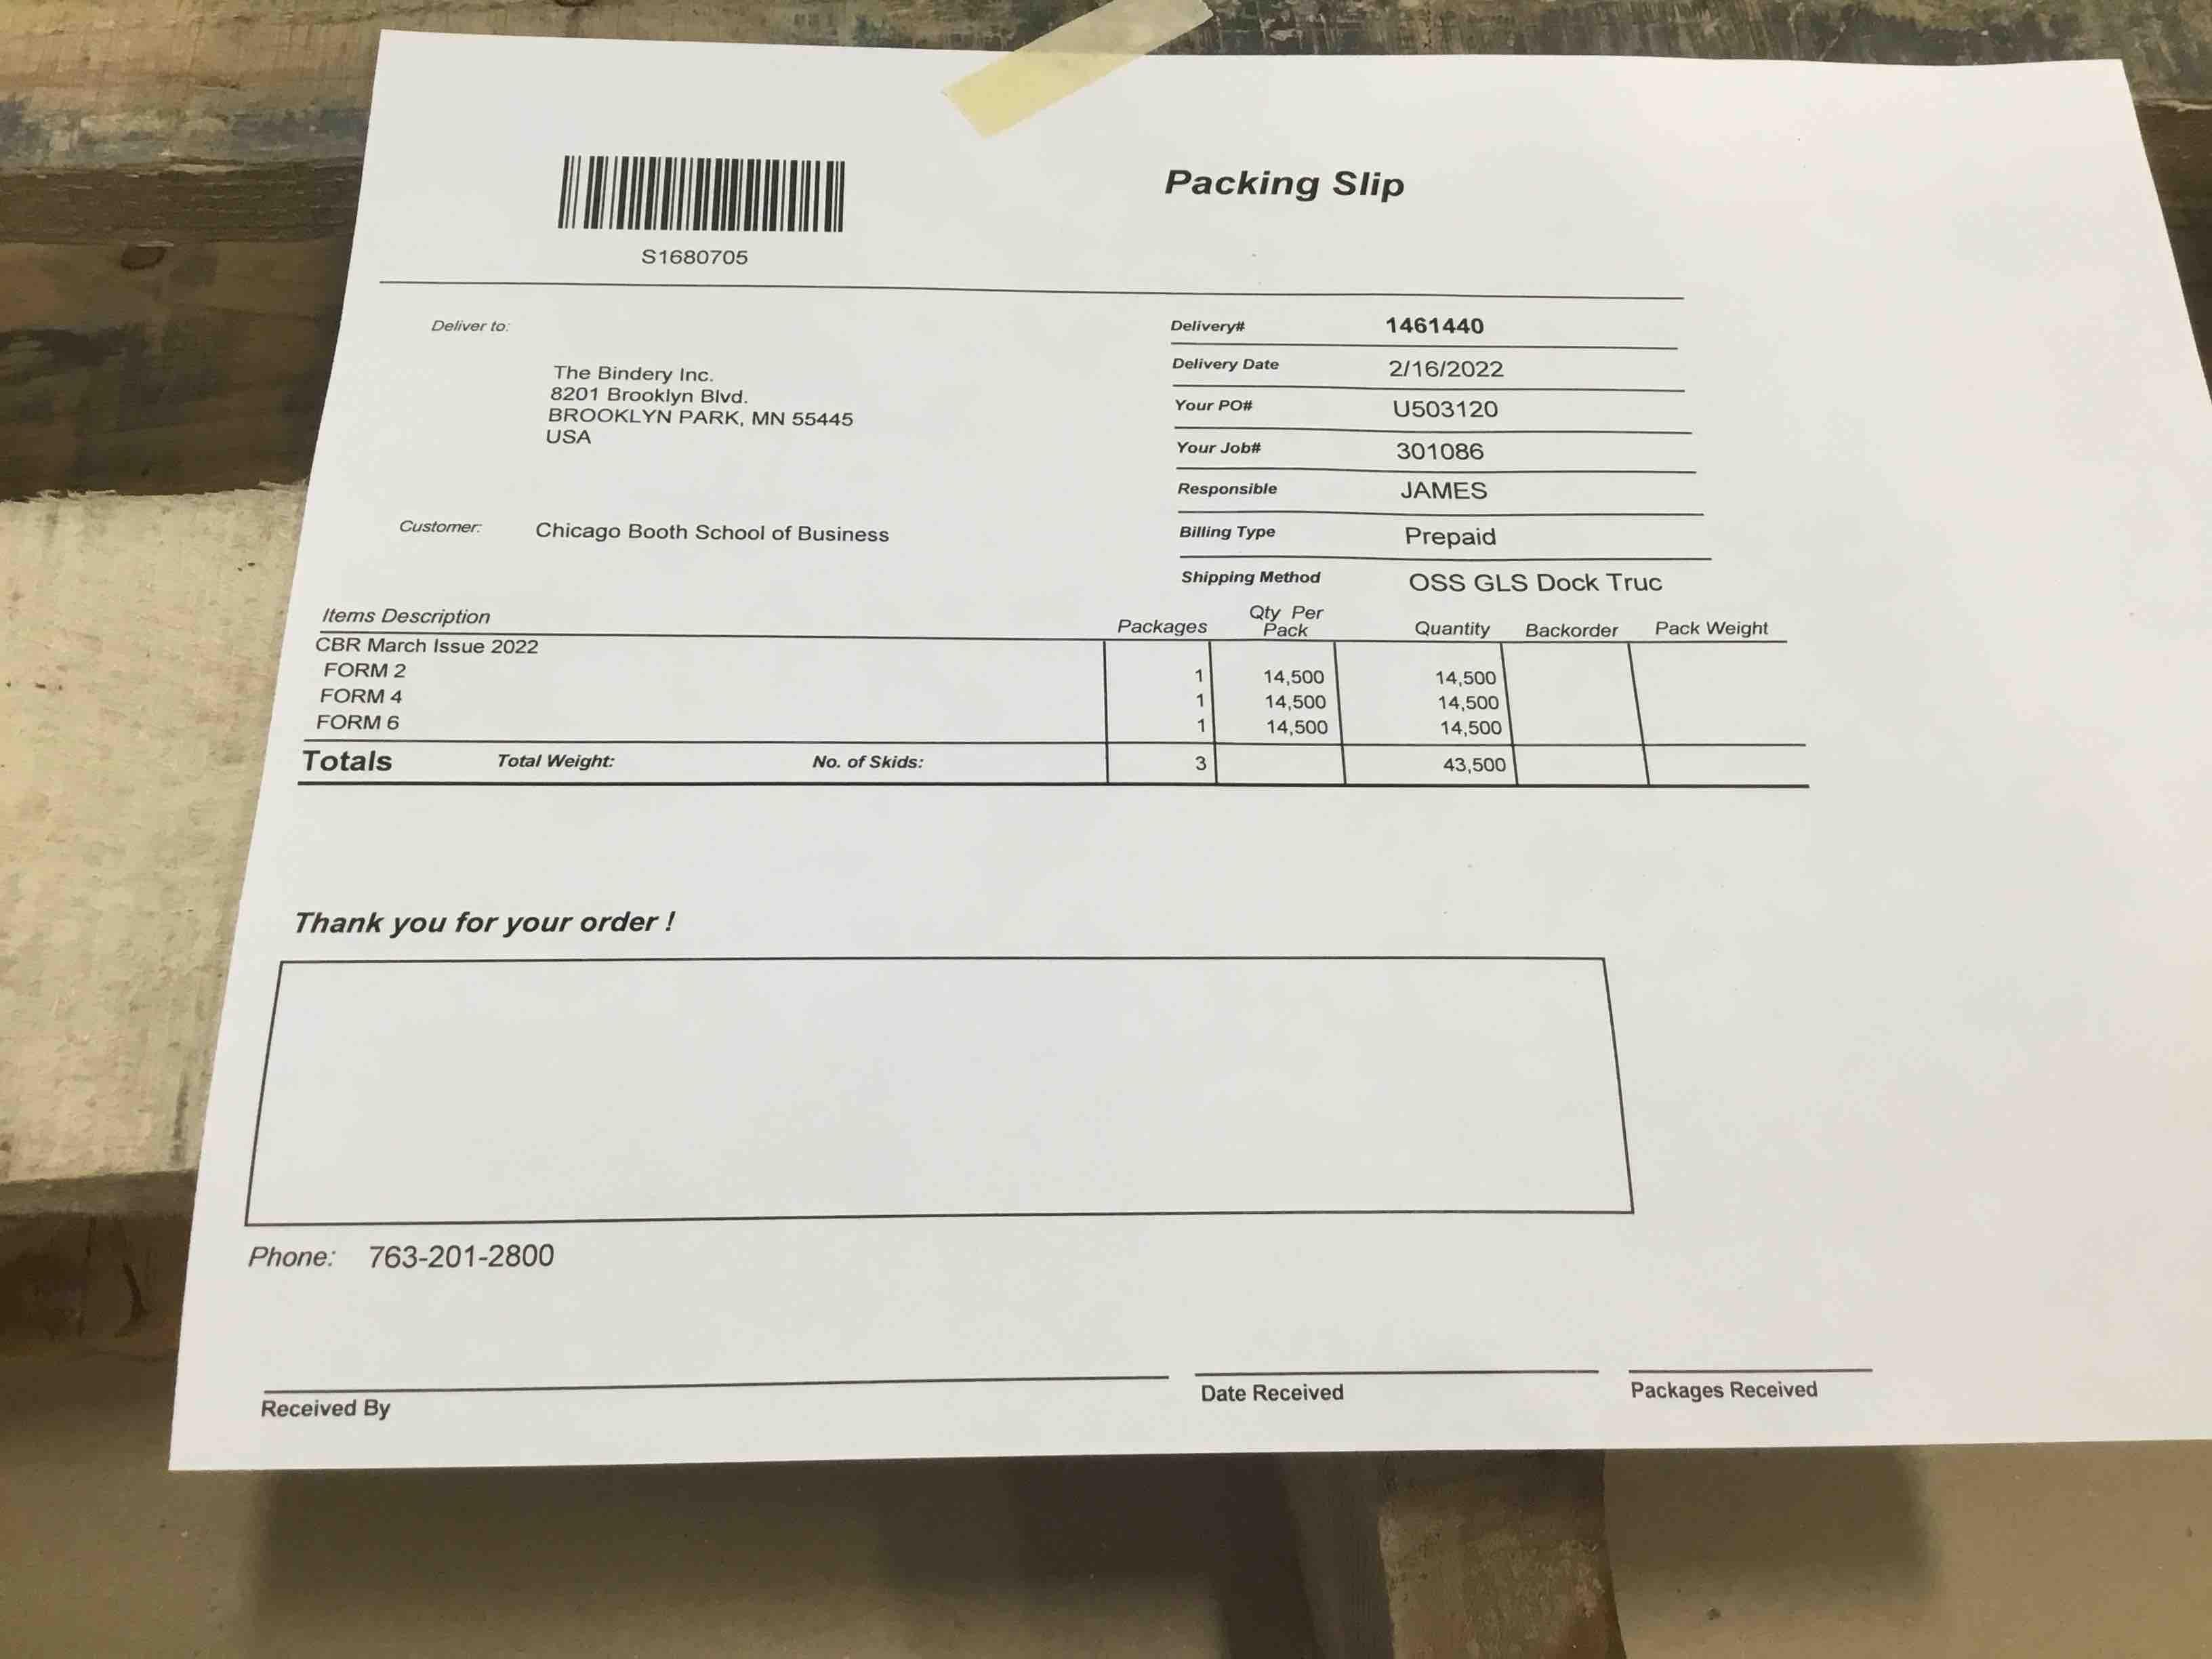 Packing Slip
S1680705
Deliver to:
The Bindery Inc.
8201 Brooklyn Blvd.
BROOKLYN PARK, MN 55445
USA
Customer: Chicago Booth School of Business
Delivery# 1461440
Delivery Date 2/16/2022
Your PO# U503120
Your Job# 301086
Responsible JAMES
Billing Type Prepaid
Shipping Method OSS GLS Dock Truc
Items Description Packages Qty Per Pack Quantity Backorder Pack Weight
CBR March Issue 2022
FORM 2 1 14,500 14,500
FORM 4 1 14,500 14,500
FORM 6 1 14,500 14,500
Totals Total Weight: No. of Skids: 3 43,500
Thank you for your order !
Phone: 763-201-2800
Received By Date Received Packages Received